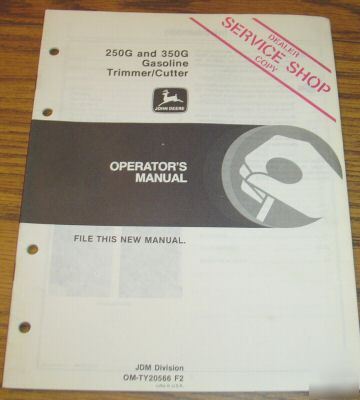 250G and 350G
Gasoline
Trimmer/Cutter
DEALER
SERVICE SHOP
COPY
JOHN DEERE
OPERATOR'S
MANUAL
FILE THIS NEW MANUAL.
JDM Division
OM-TY20566 F2